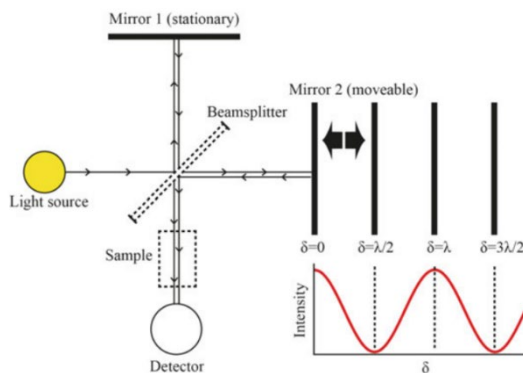 Mirror 1 (stationary)
Beamsplitter
Mirror 2 (moveable)
Light source
δ=0
δ=λ/2
δ=λ
δ=3λ/2
Sample
Intensity
Detector
δ